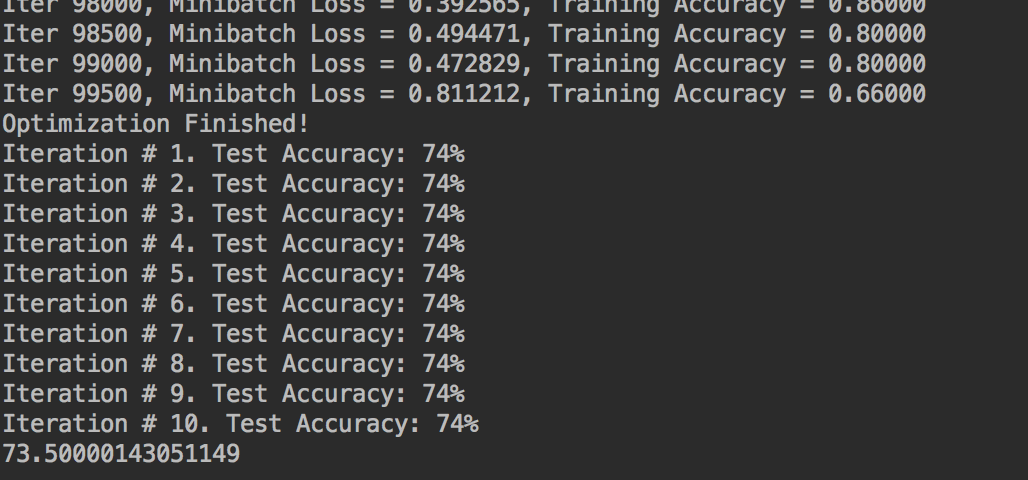 Iter 98000, Minibatch Loss = 0.392565, Training Accuracy = 0.86000
Iter 98500, Minibatch Loss = 0.494471, Training Accuracy = 0.80000
Iter 99000, Minibatch Loss = 0.472829, Training Accuracy = 0.80000
Iter 99500, Minibatch Loss = 0.811212, Training Accuracy = 0.66000
Optimization Finished!
Iteration # 1. Test Accuracy: 74%
Iteration # 2. Test Accuracy: 74%
Iteration # 3. Test Accuracy: 74%
Iteration # 4. Test Accuracy: 74%
Iteration # 5. Test Accuracy: 74%
Iteration # 6. Test Accuracy: 74%
Iteration # 7. Test Accuracy: 74%
Iteration # 8. Test Accuracy: 74%
Iteration # 9. Test Accuracy: 74%
Iteration # 10. Test Accuracy: 74%
73.50000143051149